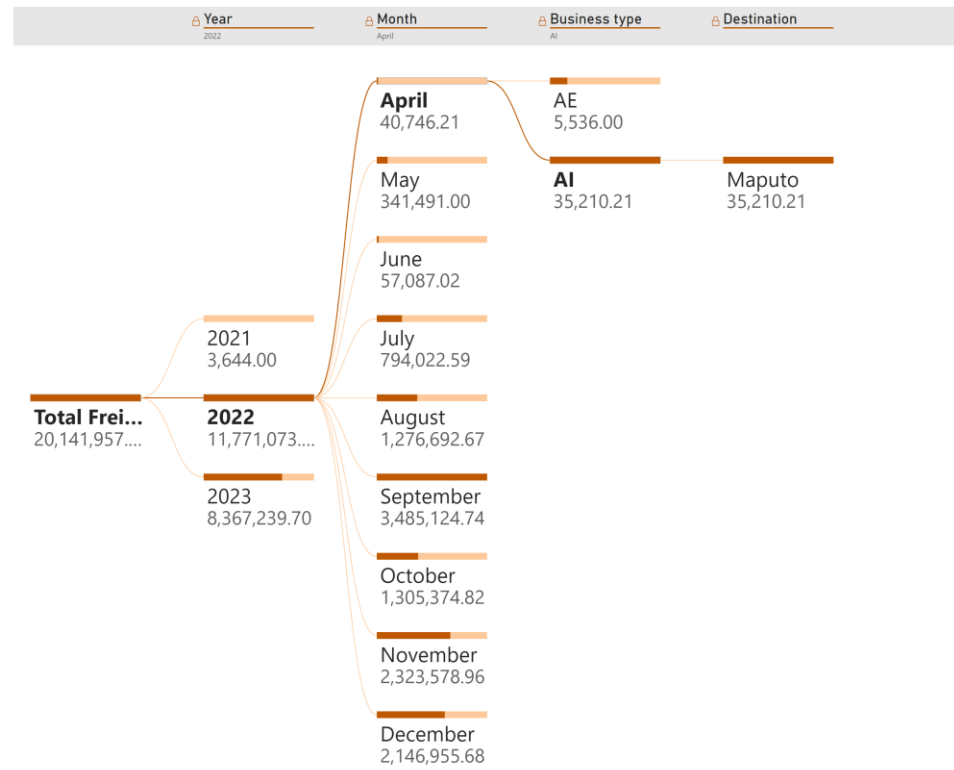 Year
2022
Month
April
Business type
AI
Destination
April
40,746.21
AE
5,536.00
May
341,491.00
AI
35,210.21
Maputo
35,210.21
June
57,087.02
2021
3,644.00
July
794,022.59
Total Frei...
20,141,957....
2022
11,771,073....
August
1,276,692.67
2023
8,367,239.70
September
3,485,124.74
October
1,305,374.82
November
2,323,578.96
December
2,146,955.68